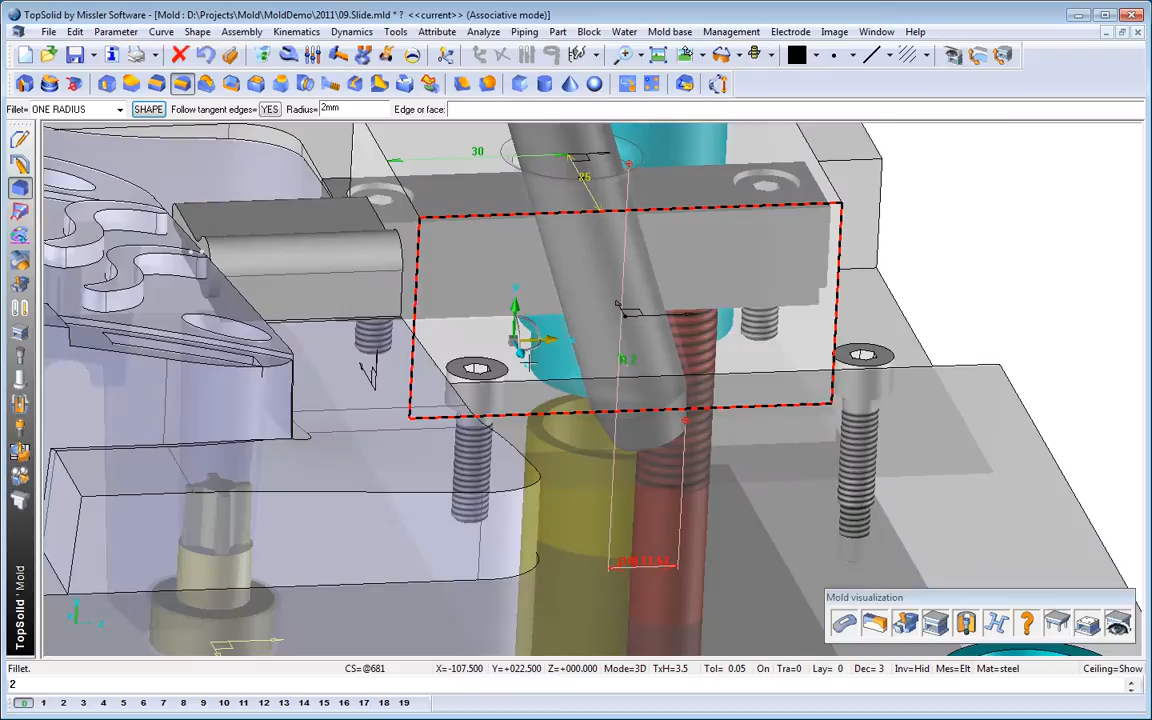 TopSolid by Missler Software - [Mold : D:\Projects\Mold\MoldDemo\2011\09.Slide.mld * ? <<current>> (Associative mode)]
File Edit Parameter Curve Shape Assembly Kinematics Dynamics Tools Attribute Analyze Piping Part Block Water Mold base Management Electrode Image Window Help
Fillet= ONE RADIUS SHAPE Follow tangent edges= YES Radius= 2mm Edge or face:
30
25
TopSolid'Mold
Mold visualization
Fillet. CS=@681 X=-107.500 Y=+022.500 Z=+000.000 Mode=3D TxH=3.5 Tol= 0.05 On Tra=0 Lay= 0 Dec= 3 Inv=Hid Mes=Elt Mat=steel Ceiling=Show
2
0 1 2 3 4 5 6 7 8 9 10 11 12 13 14 15 16 17 18 19